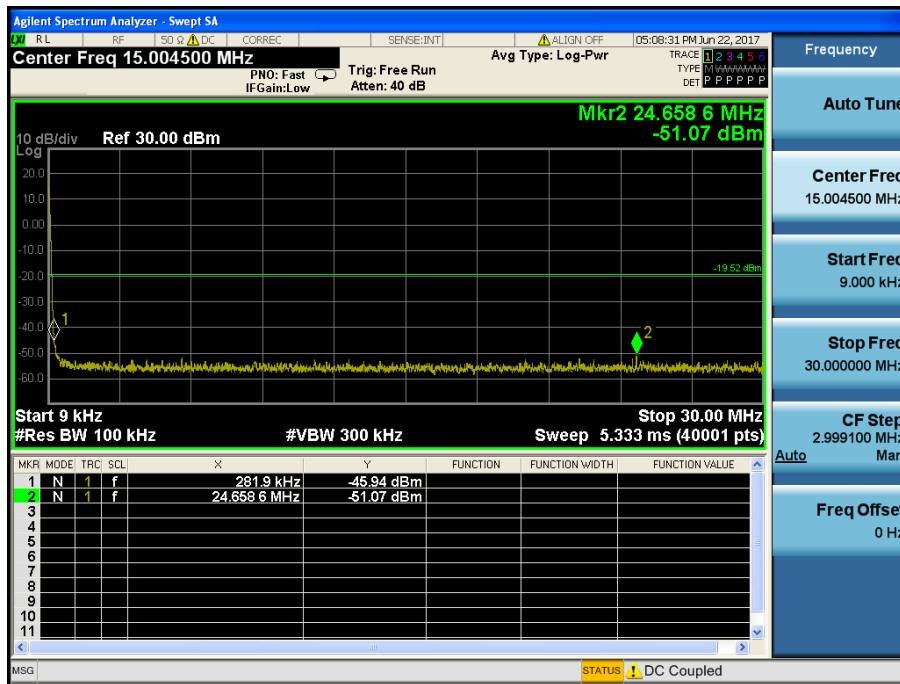 Agilent Spectrum Analyzer - Swept SA
LXI RL RF 50 Ω DC CORREC SENSE:INT ALIGN OFF 05:08:31 PM Jun 22, 2017
Center Freq 15.004500 MHz
PNO: Fast
IFGain:Low
Trig: Free Run
Atten: 40 dB
Avg Type: Log-Pwr
TRACE 1 2 3 4 5 6
TYPE M
DET P P P P P P
Mkr2 24.658 6 MHz
-51.07 dBm
10 dB/div Ref 30.00 dBm
Log
20.0
10.0
0.00
-10.0
-19.52 dBm
-20.0
-30.0
1
-40.0
2
-50.0
-60.0
Start 9 kHz Stop 30.00 MHz
#Res BW 100 kHz #VBW 300 kHz Sweep 5.333 ms (40001 pts)
MKR MODE TRC SCL X Y FUNCTION FUNCTION WIDTH FUNCTION VALUE
1 N 1 f 281.9 kHz -45.94 dBm
2 N 1 f 24.658 6 MHz -51.07 dBm
3
4
5
6
7
8
9
10
11
MSG STATUS DC Coupled
Frequency
Auto Tune
Center Freq
15.004500 MHz
Start Freq
9.000 kHz
Stop Freq
30.000000 MHz
CF Step
2.999100 MHz
Auto Man
Freq Offset
0 Hz